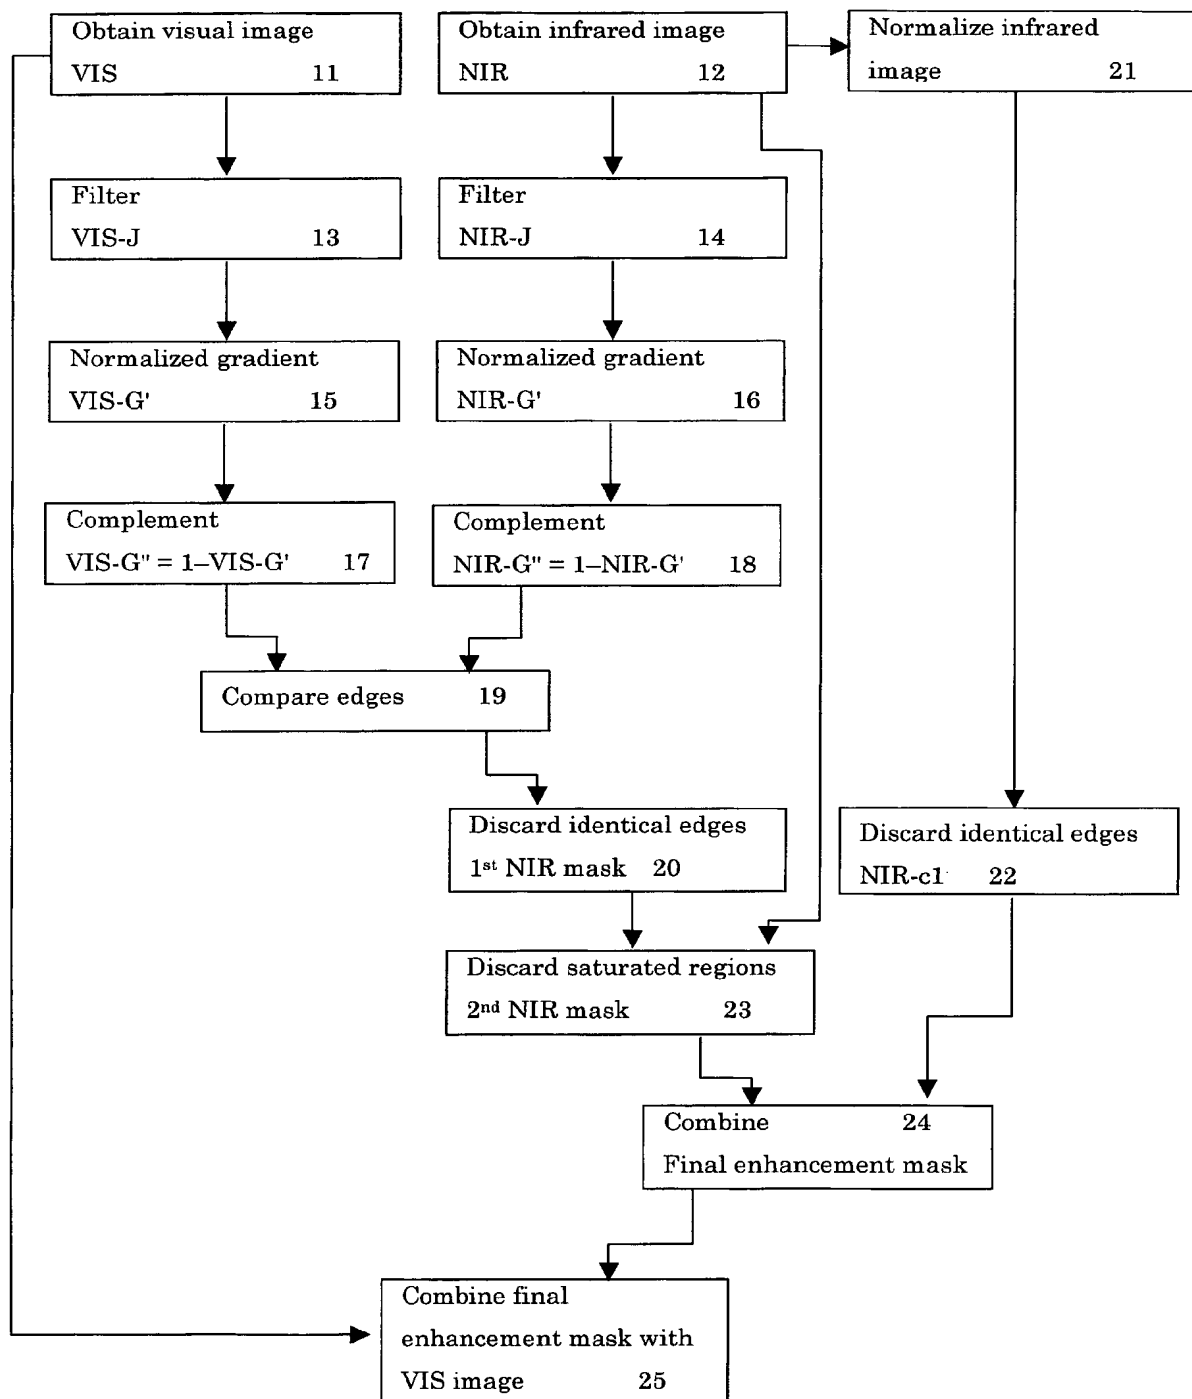 Obtain visual image
VIS 11
Obtain infrared image
NIR 12
Normalize infrared
image 21
Filter
VIS-J 13
Filter
NIR-J 14
Normalized gradient
VIS-G' 15
Normalized gradient
NIR-G' 16
Complement
VIS-G" = 1–VIS-G' 17
Complement
NIR-G" = 1–NIR-G' 18
Compare edges 19
Discard identical edges
1st NIR mask 20
Discard identical edges
NIR-c1 22
Discard saturated regions
2nd NIR mask 23
Combine 24
Final enhancement mask
Combine final
enhancement mask with
VIS image 25